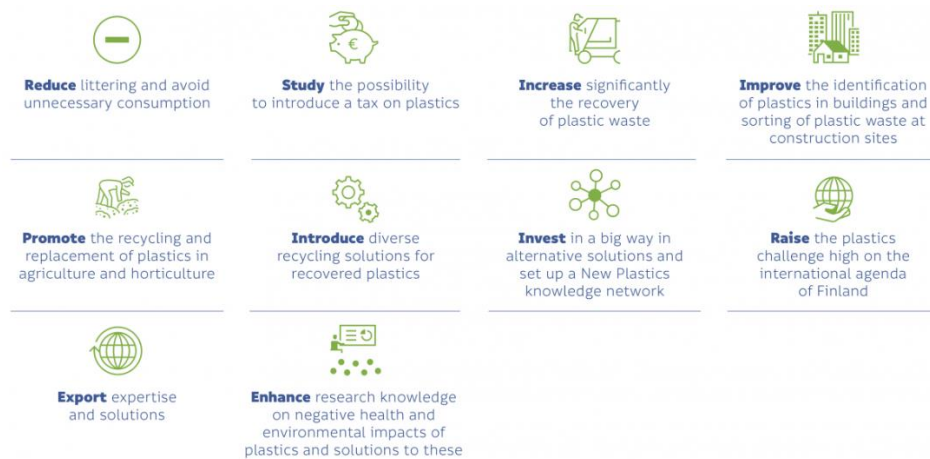 Reduce littering and avoid
unnecessary consumption
Study the possibility
to introduce a tax on plastics
Increase significantly
the recovery
of plastic waste
Improve the identification
of plastics in buildings and
sorting of plastic waste at
construction sites
Promote the recycling and
replacement of plastics in
agriculture and horticulture
Introduce diverse
recycling solutions for
recovered plastics
Invest in a big way in
alternative solutions and
set up a New Plastics
knowledge network
Raise the plastics
challenge high on the
international agenda
of Finland
Export expertise
and solutions
Enhance research knowledge
on negative health and
environmental impacts of
plastics and solutions to these